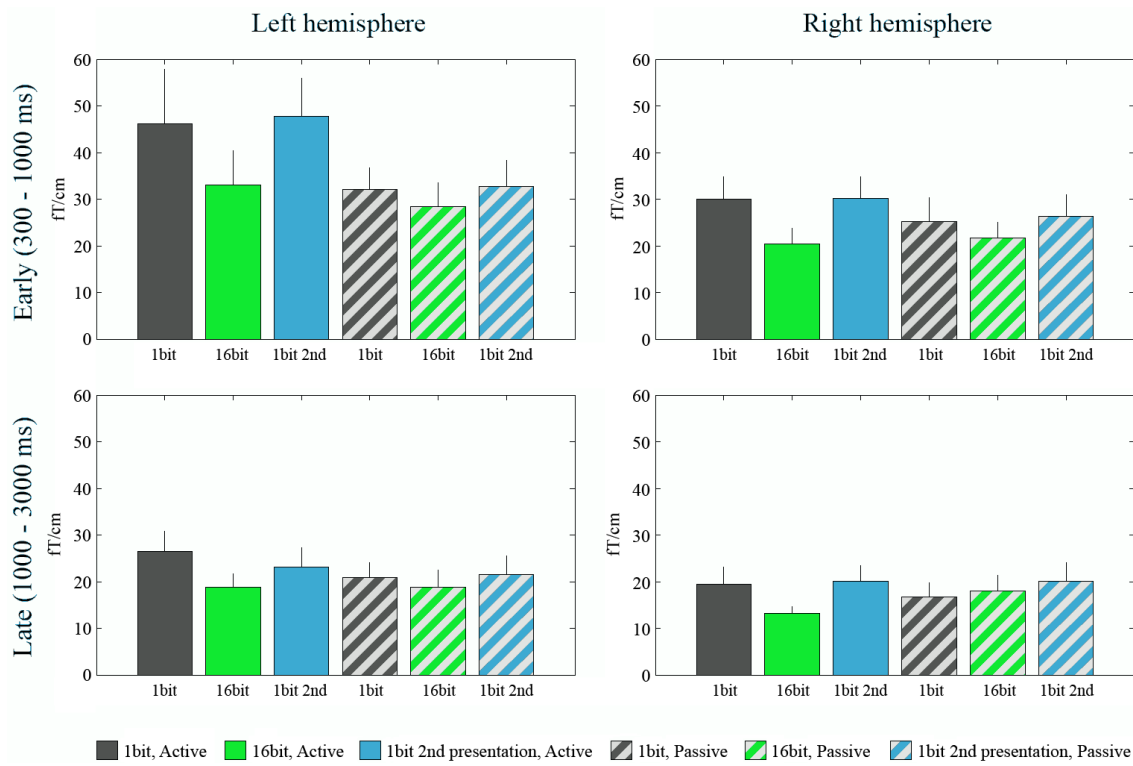 Left hemisphere
Right hemisphere
Early (300 - 1000 ms)
fT/cm
60
50
40
30
20
10
0
1bit 16bit 1bit 2nd 1bit 16bit 1bit 2nd
fT/cm
60
50
40
30
20
10
0
1bit 16bit 1bit 2nd 1bit 16bit 1bit 2nd
Late (1000 - 3000 ms)
fT/cm
60
50
40
30
20
10
0
1bit 16bit 1bit 2nd 1bit 16bit 1bit 2nd
fT/cm
60
50
40
30
20
10
0
1bit 16bit 1bit 2nd 1bit 16bit 1bit 2nd
1bit, Active 16bit, Active 1bit 2nd presentation, Active 1bit, Passive 16bit, Passive 1bit 2nd presentation, Passive